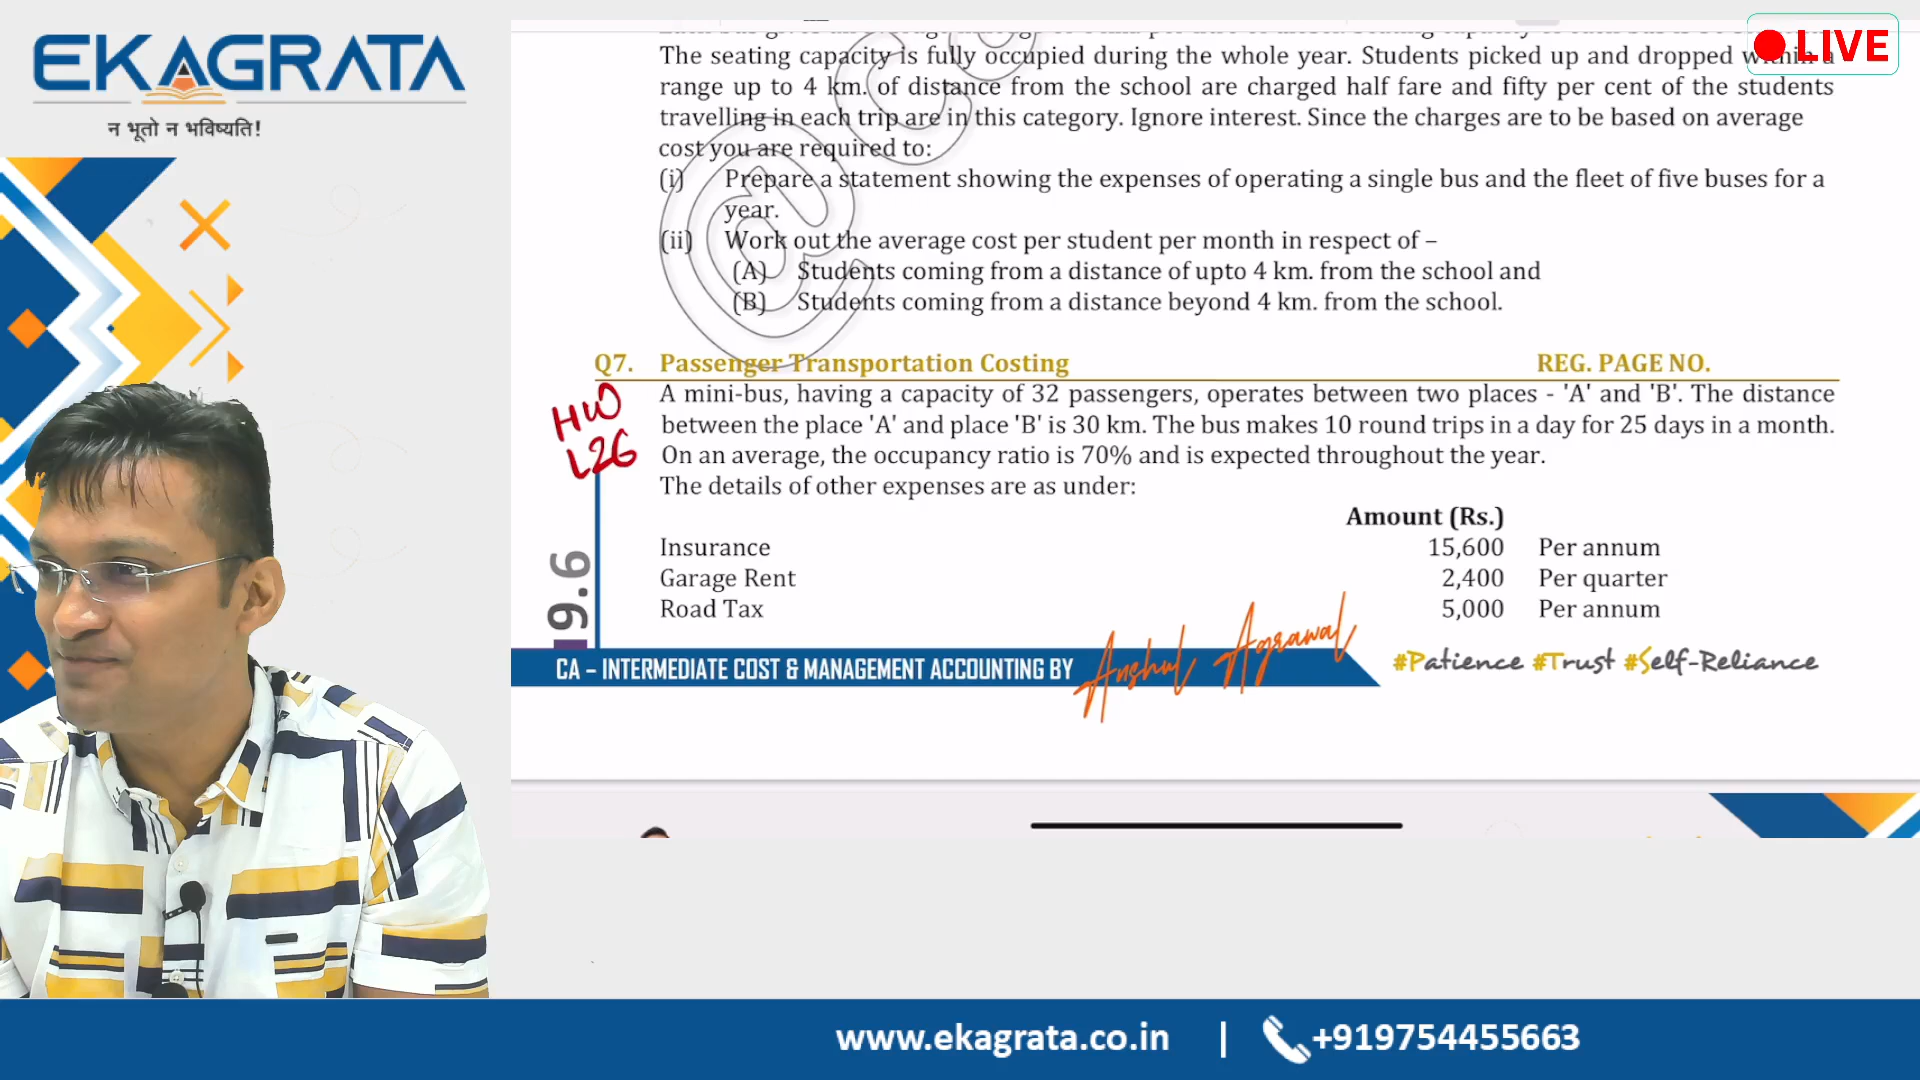 EKAGRATA
न भूतो न भविष्यति!
LIVE
The seating capacity is fully occupied during the whole year. Students picked up and dropped within a
range up to 4 km. of distance from the school are charged half fare and fifty per cent of the students
travelling in each trip are in this category. Ignore interest. Since the charges are to be based on average
cost you are required to:
(i) Prepare a statement showing the expenses of operating a single bus and the fleet of five buses for a
year.
(ii) Work out the average cost per student per month in respect of –
(A) Students coming from a distance of upto 4 km. from the school and
(B) Students coming from a distance beyond 4 km. from the school.
Q7. Passenger Transportation Costing REG. PAGE NO.
HW
L26
A mini-bus, having a capacity of 32 passengers, operates between two places - 'A' and 'B'. The distance
between the place 'A' and place 'B' is 30 km. The bus makes 10 round trips in a day for 25 days in a month.
On an average, the occupancy ratio is 70% and is expected throughout the year.
The details of other expenses are as under:
Amount (Rs.)
Insurance 15,600 Per annum
Garage Rent 2,400 Per quarter
Road Tax 5,000 Per annum
9.6
CA – INTERMEDIATE COST & MANAGEMENT ACCOUNTING BY Anshul Agrawal
#Patience #Trust #Self-Reliance
www.ekagrata.co.in | +919754455663